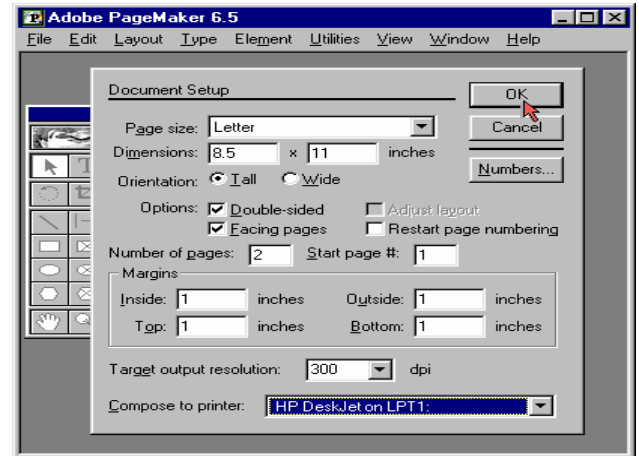 Adobe PageMaker 6.5
File Edit Layout Type Element Utilities View Window Help
Document Setup
OK
Page size: Letter
Cancel
Dimensions: 8.5 x 11 inches
Numbers...
Orientation: Tall Wide
Options: Double-sided Adjust layout
Facing pages Restart page numbering
Number of pages: 2 Start page #: 1
Margins
Inside: 1 inches Outside: 1 inches
Top: 1 inches Bottom: 1 inches
Target output resolution: 300 dpi
Compose to printer: HP DeskJet on LPT1:
T